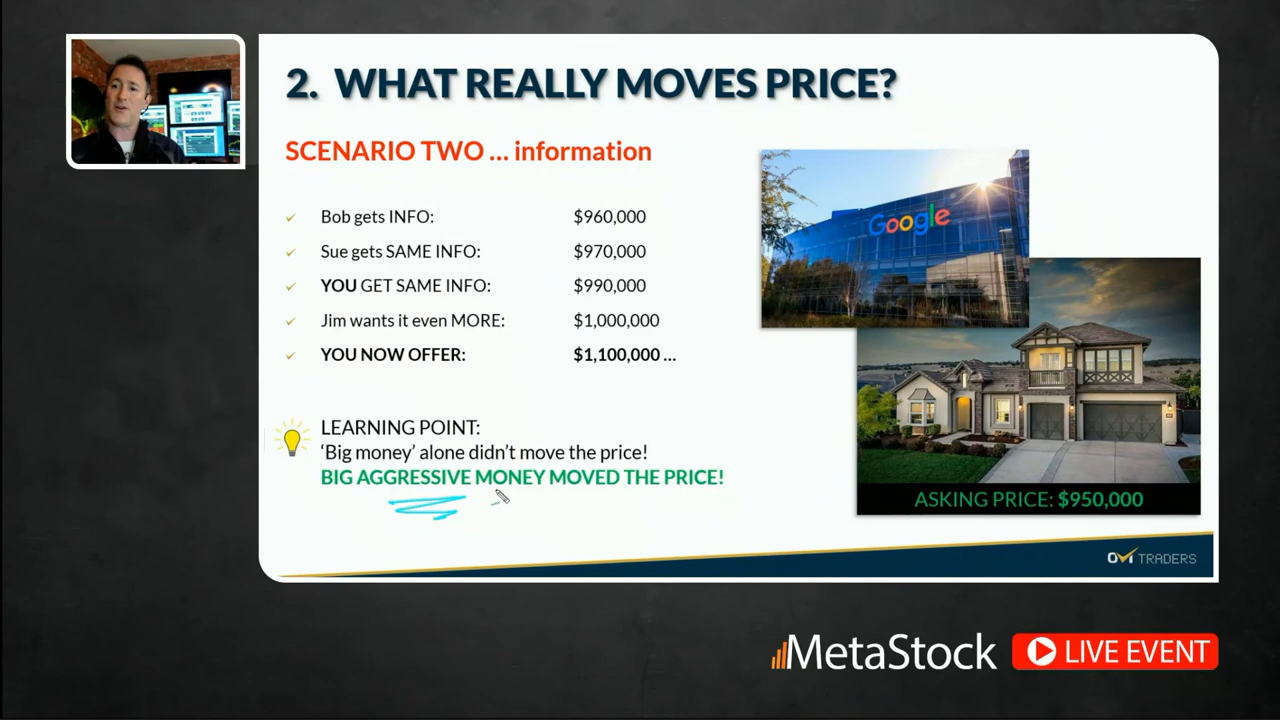 2. WHAT REALLY MOVES PRICE?
SCENARIO TWO ... information
Bob gets INFO: $960,000
Sue gets SAME INFO: $970,000
YOU GET SAME INFO: $990,000
Jim wants it even MORE: $1,000,000
YOU NOW OFFER: $1,100,000 ...
LEARNING POINT:
‘Big money’ alone didn’t move the price!
BIG AGGRESSIVE MONEY MOVED THE PRICE!
Google
ASKING PRICE: $950,000
OVI TRADERS
MetaStock LIVE EVENT